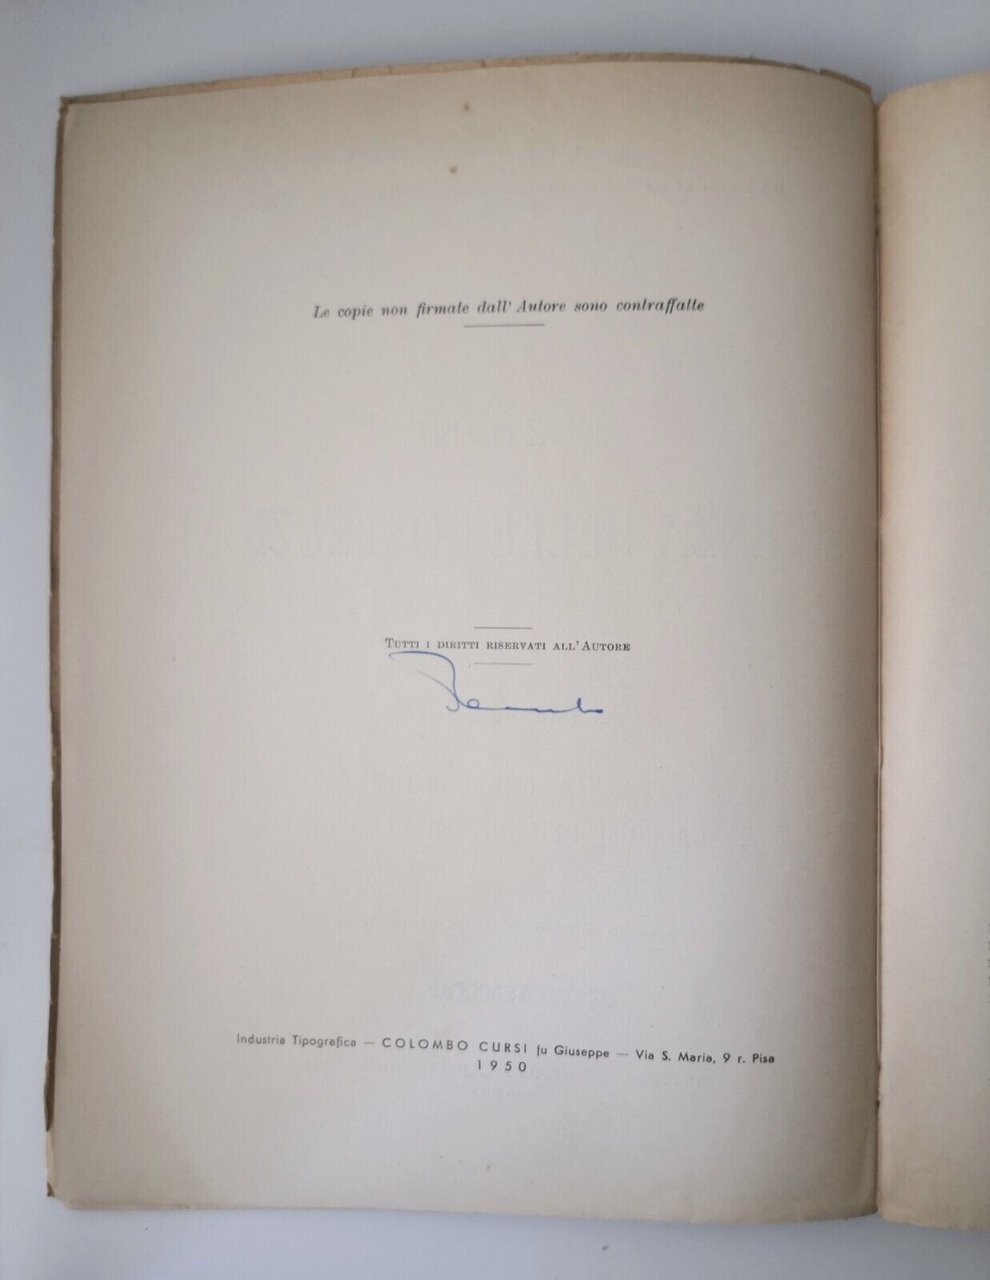 Le copie non firmate dall' Autore sono contraffatte
Tutti i diritti riservati all' Autore
Industria Tipografica — COLOMBO CURSI fu Giuseppe — Via S. Maria, 9 r. Pisa
1950